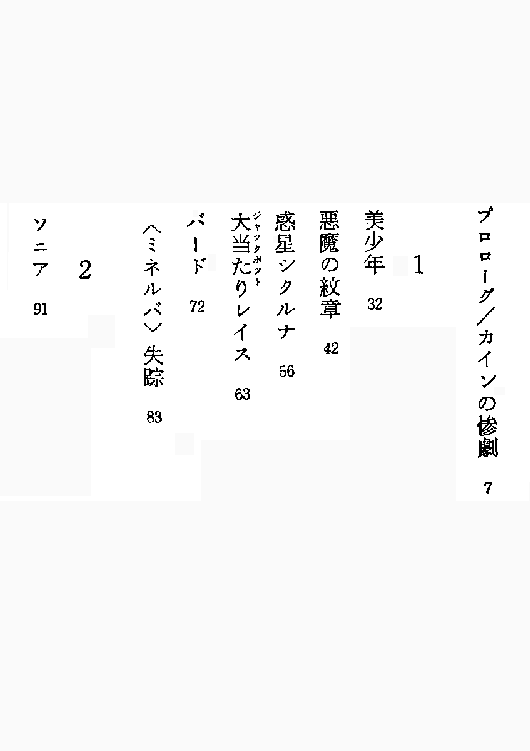 プロローグ／カインの惨劇 7
1
美少年 32
悪魔の紋章 42
惑星シタルナ 56
大当たりレイス 63
ジャックポット
バード 72
〈ミネルバ〉失踪 83
2
ソニア 91